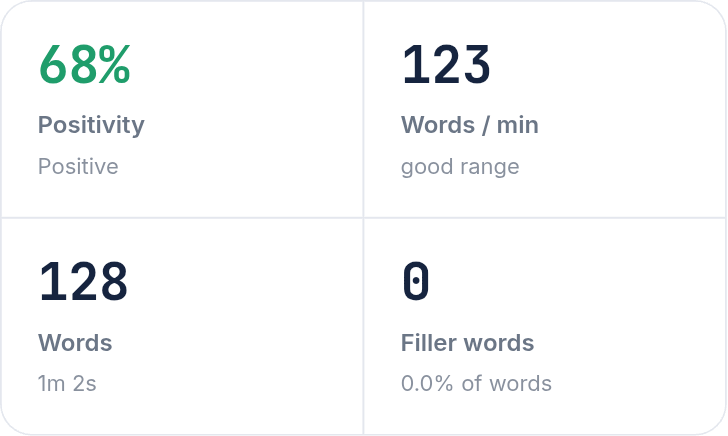 68%
Positivity
Positive
123
Words / min
good range
128
Words
1m 2s
0
Filler words
0.0% of words